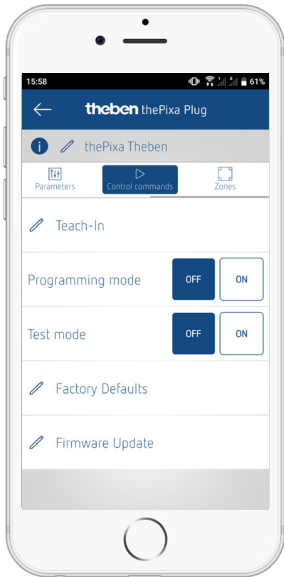 15:58 61%
theben thePixa Plug
thePixa Theben
Parameters Control commands Zones
Teach-In
Programming mode OFF ON
Test mode OFF ON
Factory Defaults
Firmware Update